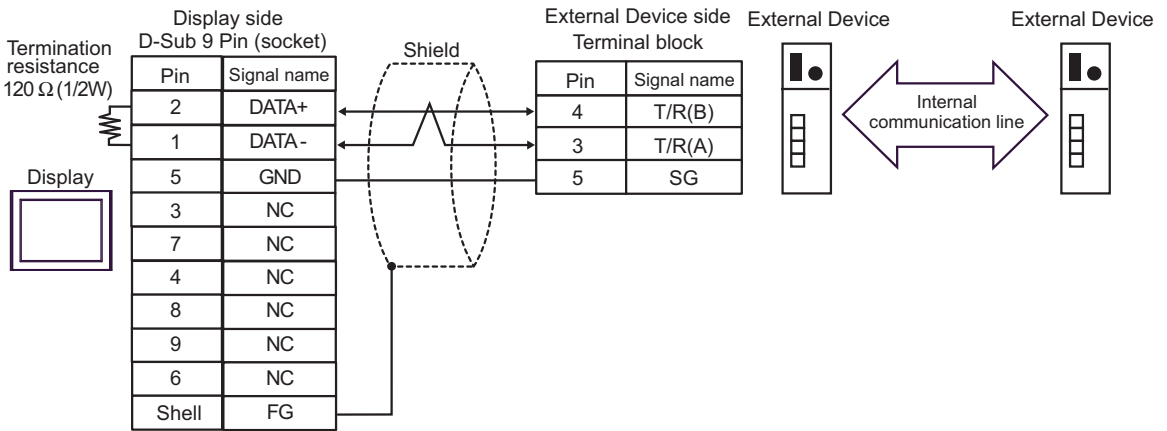 Display side
D-Sub 9 Pin (socket)
Termination
resistance
120 Ω (1/2W)
Pin Signal name
2 DATA+
1 DATA-
5 GND
3 NC
7 NC
4 NC
8 NC
9 NC
6 NC
Shell FG
Display
Shield
External Device side
Terminal block
Pin Signal name
4 T/R(B)
3 T/R(A)
5 SG
External Device
Internal
communication line
External Device